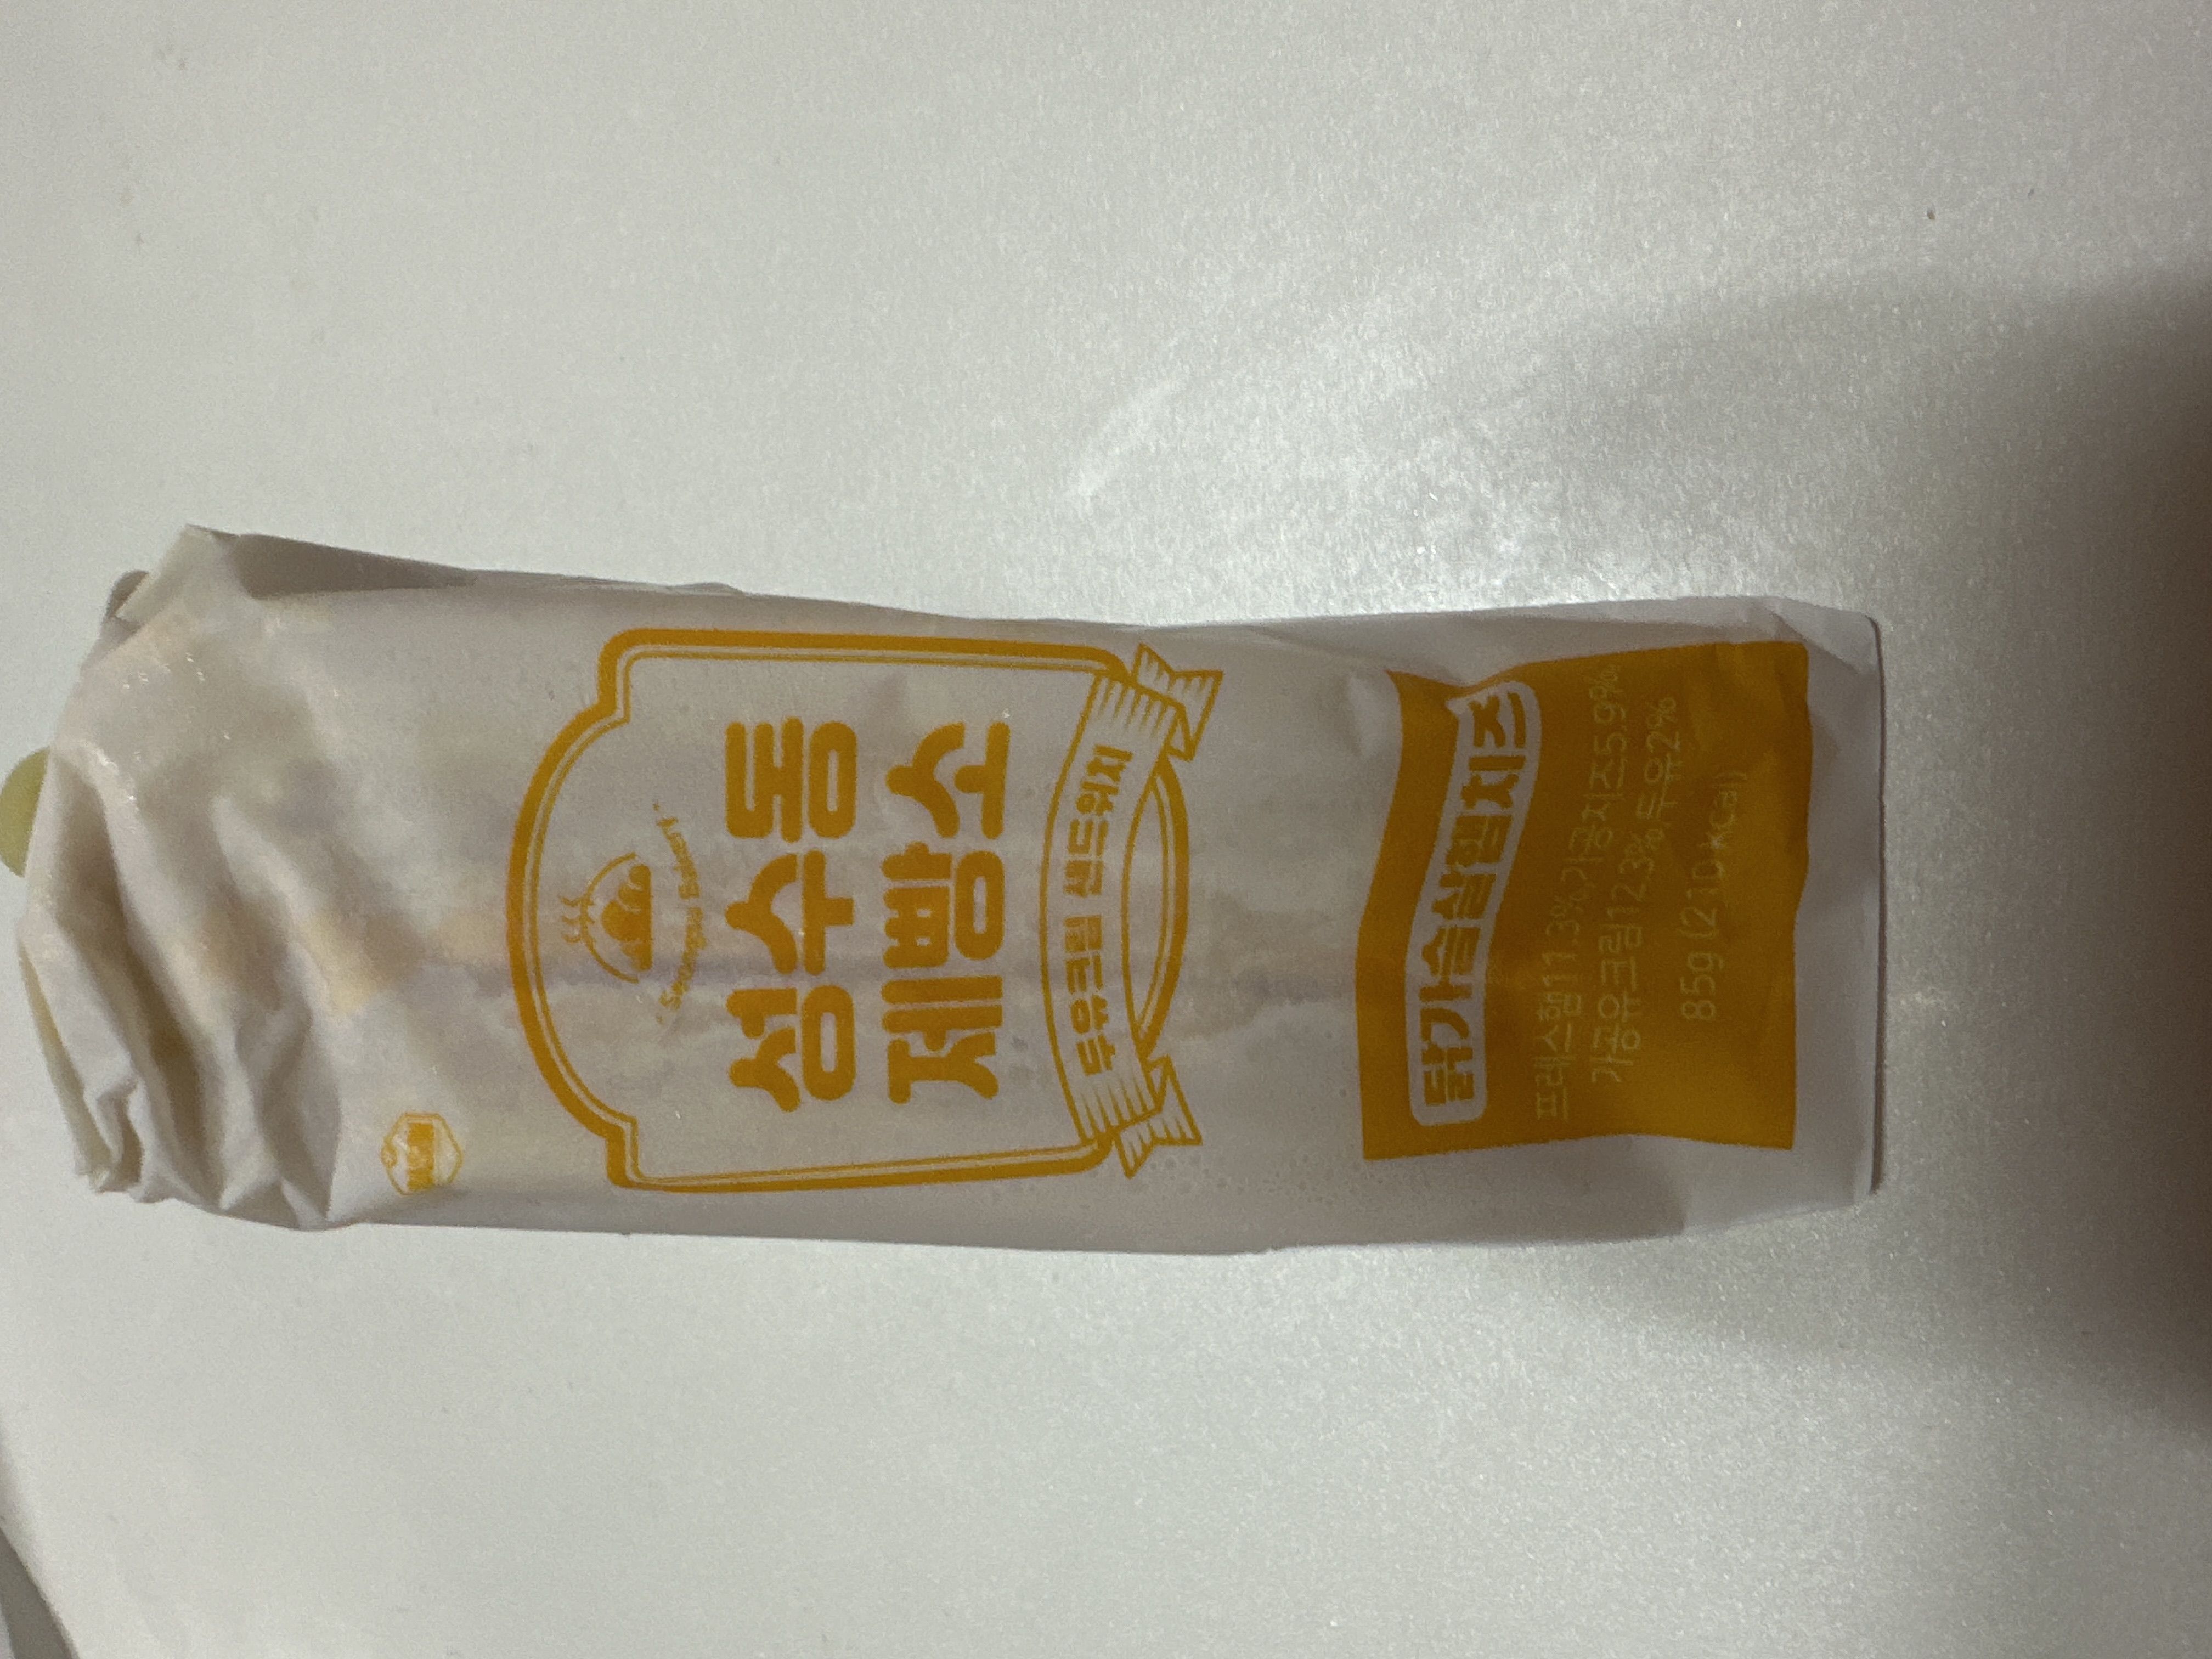 "Seongsu Bakery"
성수동
제빵소
두유크림 샌드위치
닭가슴살햄치즈
프레스햄11.3%,가공치즈5.9%
가공유크림12.3%,두유2%
85g(210 kcal)